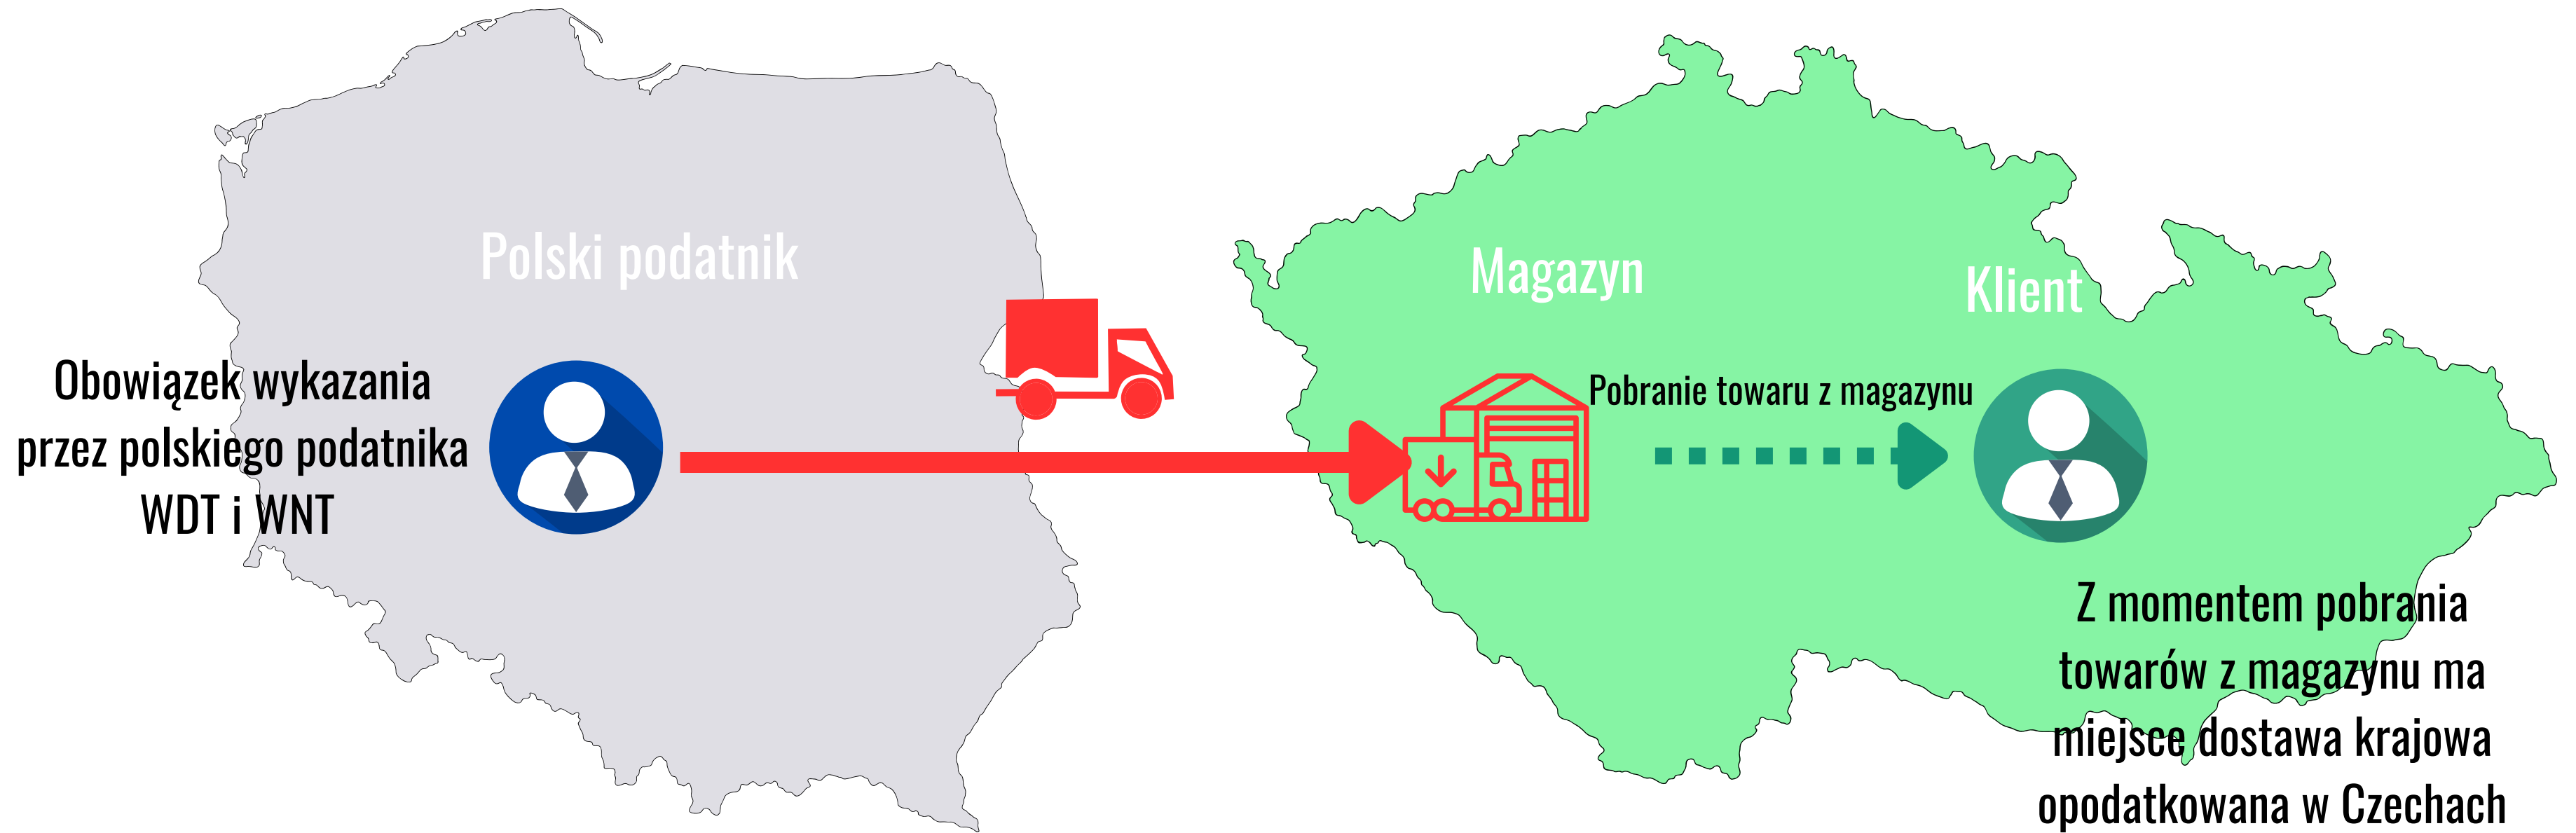 Polski podatnik
Obowiązek wykazania
przez polskiego podatnika
WDT i WNT
Magazyn
Klient
Pobranie towaru z magazynu
Z momentem pobrania
towarów z magazynu ma
miejsce dostawa krajowa
opodatkowana w Czechach